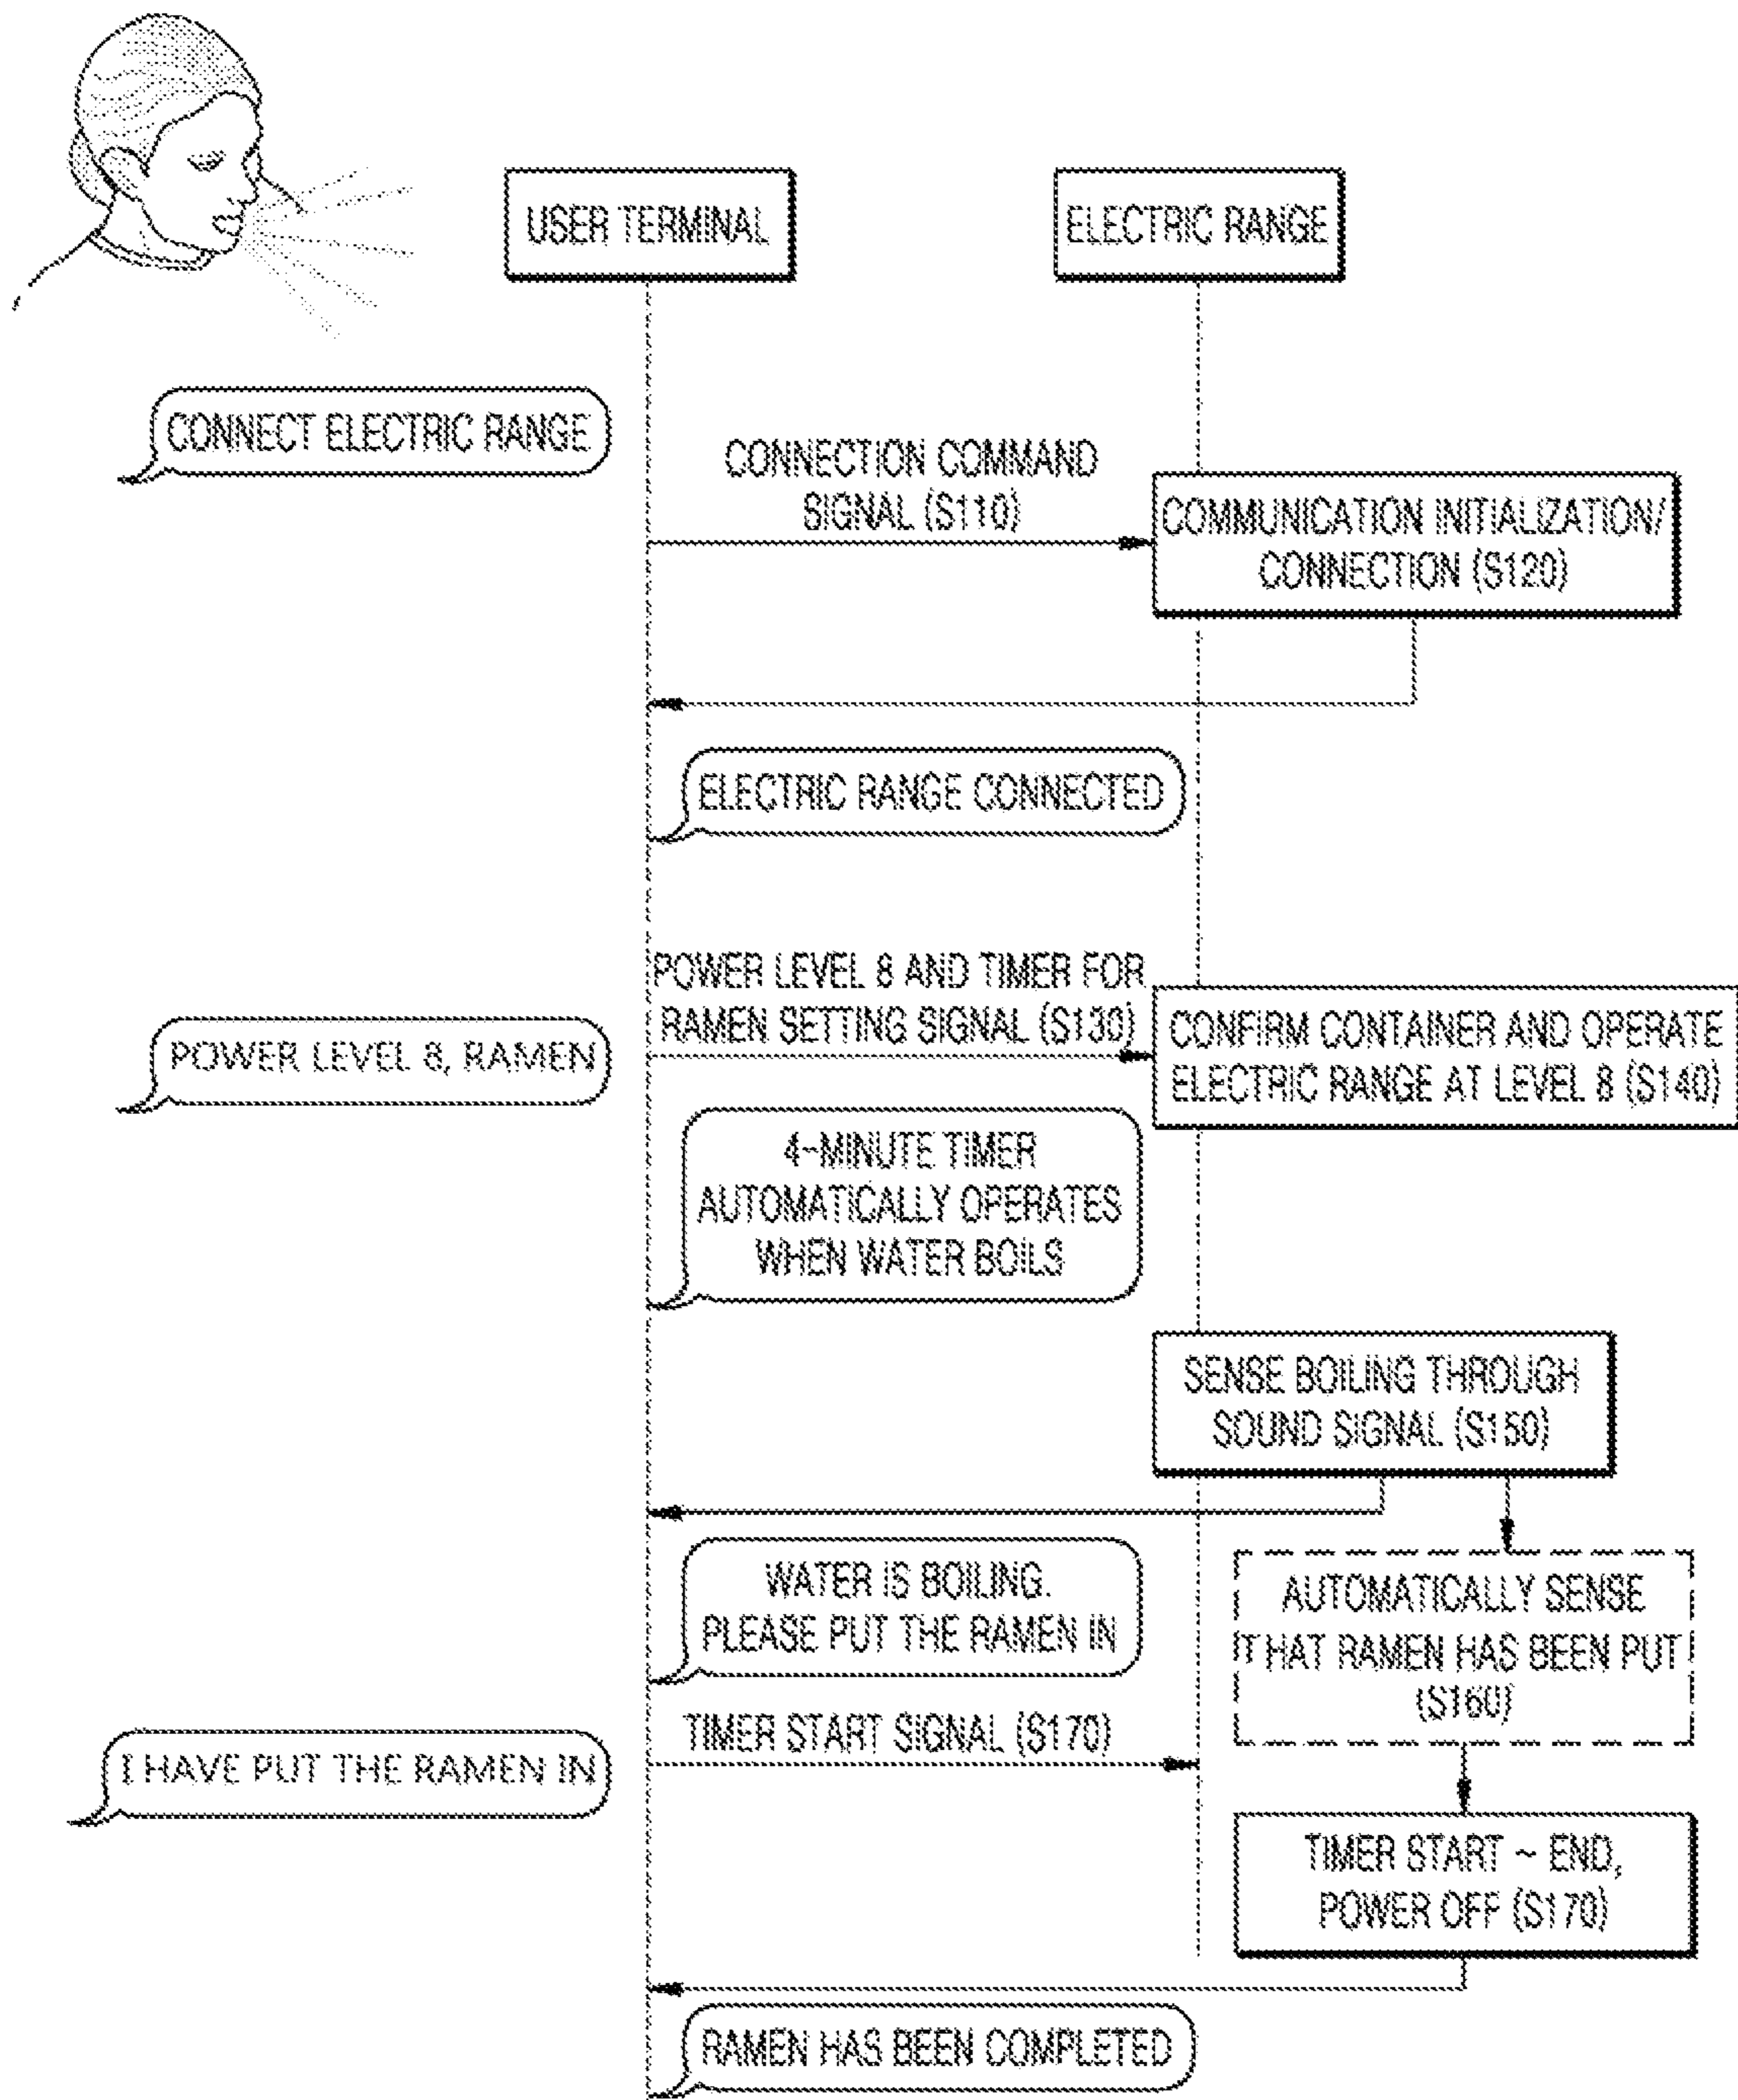 USER TERMINAL
ELECTRIC RANGE
CONNECT ELECTRIC RANGE
CONNECTION COMMAND
SIGNAL (S110)
COMMUNICATION INITIALIZATION/
CONNECTION (S120)
ELECTRIC RANGE CONNECTED
POWER LEVEL 8 AND TIMER FOR
RAMEN SETTING SIGNAL (S130)
POWER LEVEL 8, RAMEN
CONFIRM CONTAINER AND OPERATE
ELECTRIC RANGE AT LEVEL 8 (S140)
4-MINUTE TIMER
AUTOMATICALLY OPERATES
WHEN WATER BOILS
SENSE BOILING THROUGH
SOUND SIGNAL (S150)
WATER IS BOILING.
PLEASE PUT THE RAMEN IN
AUTOMATICALLY SENSE
THAT RAMEN HAS BEEN PUT
(S160)
TIMER START SIGNAL (S170)
I HAVE PUT THE RAMEN IN
TIMER START ~ END,
POWER OFF (S170)
RAMEN HAS BEEN COMPLETED